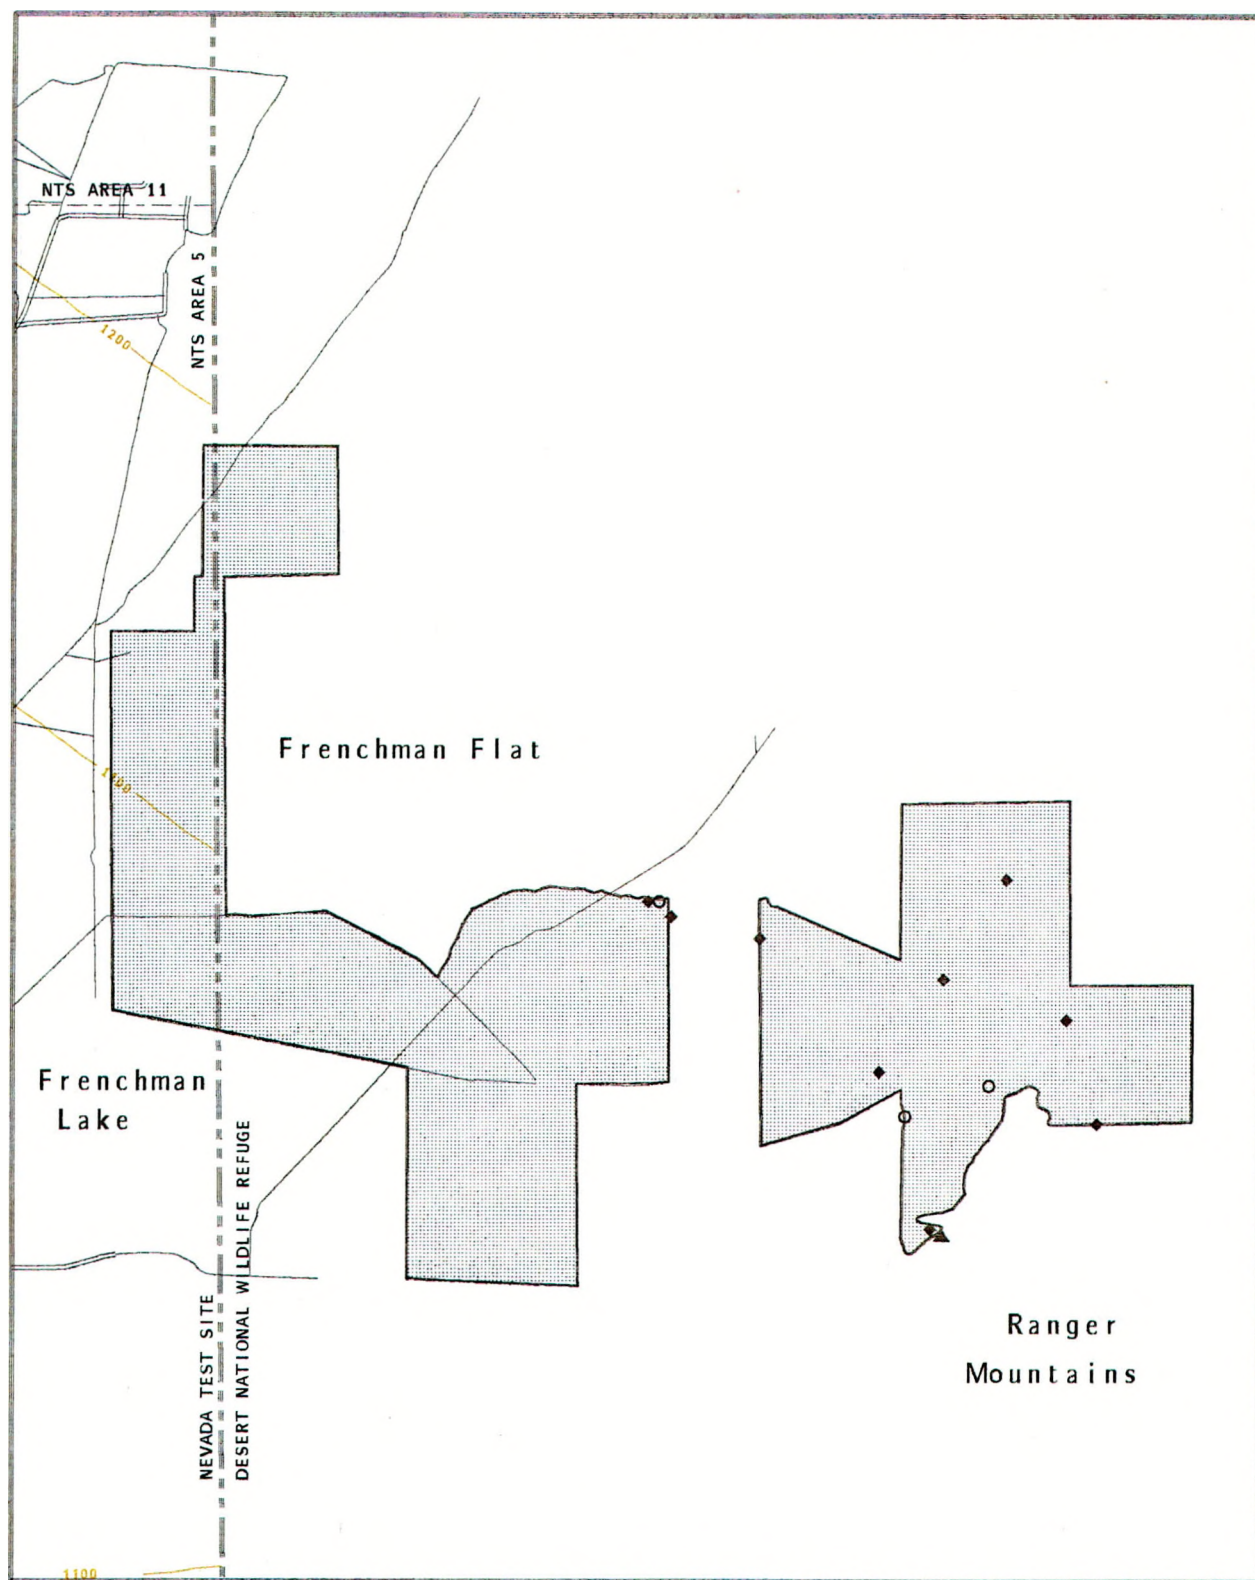 NTS AREA 11
NTS AREA 5
1200
Frenchman Flat
1100
Frenchman
Lake
NEVADA TEST SITE
DESERT NATIONAL WILDLIFE REFUGE
Ranger
Mountains
1100